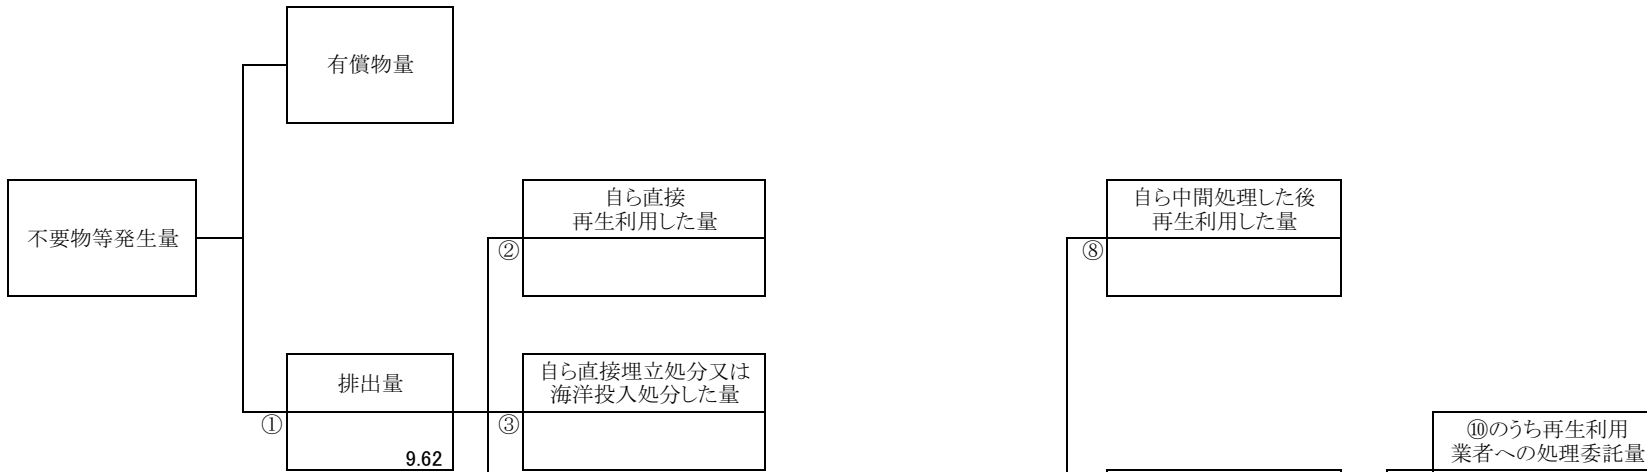 有償物量
不要物等発生量
自ら直接
再生利用した量
②
自ら中間処理した後
再生利用した量
⑧
排出量
①
9.62
自ら直接埋立処分又は
海洋投入処分した量
③
⑩のうち再生利用
業者への処理委託量